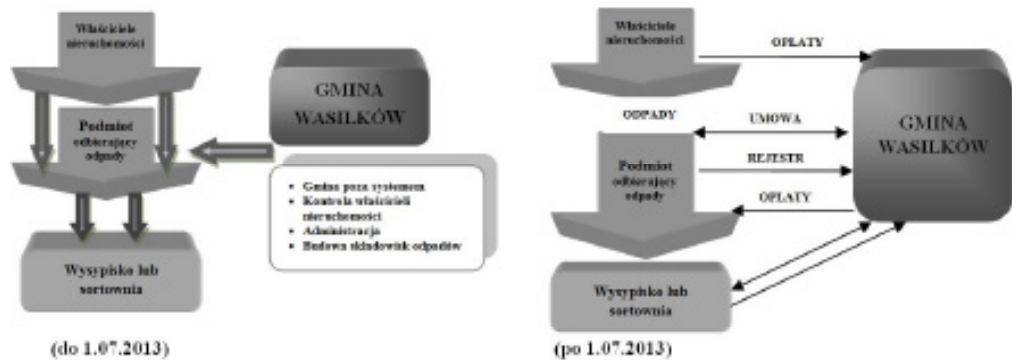 Właściciele
nieruchomości
GMINA
WASILKÓW
Podmiot
odbierający
odpady
• Gmina poza systemem
• Kontrola właścicieli
nieruchomości
• Administracja
• Budowa składowisk odpadów
Wysypisko lub
sortownia
(do 1.07.2013)
Właściciele
nieruchomości
OPŁATY
ODPADY
UMOWA
GMINA
WASILKÓW
Podmiot
odbierający
odpady
REJESTR
OPŁATY
Wysypisko lub
sortownia
(po 1.07.2013)